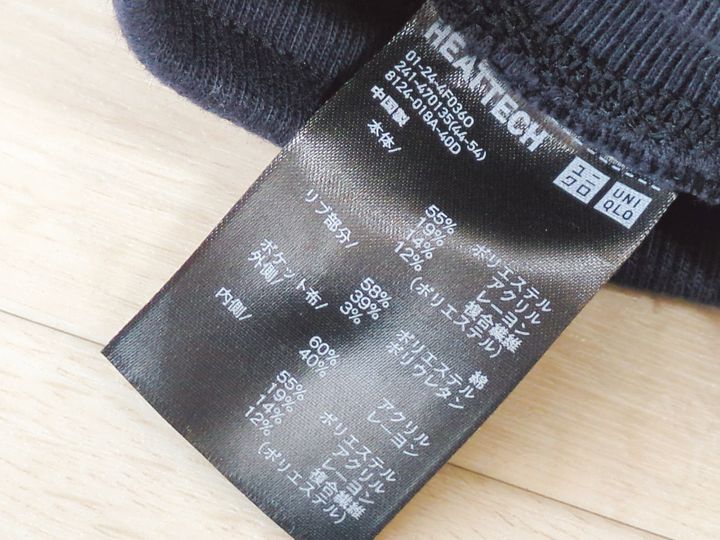 HEATTECH
01-24-4F0360
241-470135(44-54)
8124-018A-40D
中国製
ユニ
クロ
UNI
QLO
本体/
55% ポリエステル
19% アクリル
14% レーヨン
12% 複合繊維
(ポリエステル)
リブ部分/
58% 綿
39% ポリエステル
3% ポリウレタン
ポケット布/
外側/
60% アクリル
40% レーヨン
内側/
55% ポリエステル
19% アクリル
14% レーヨン
12% 複合繊維
(ポリエステル)